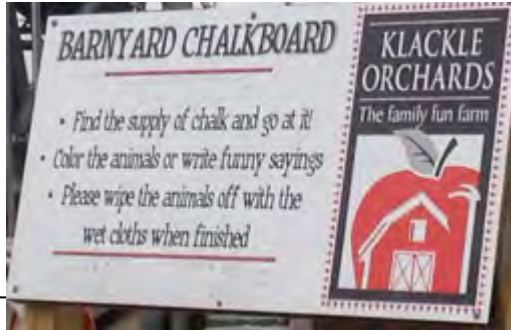 BARNYARD CHALKBOARD
• Find the supply of chalk and go at it!
• Color the animals or write funny sayings
• Please wipe the animals off with the
wet cloths when finished
KLACKLE
ORCHARDS
The family fun farm